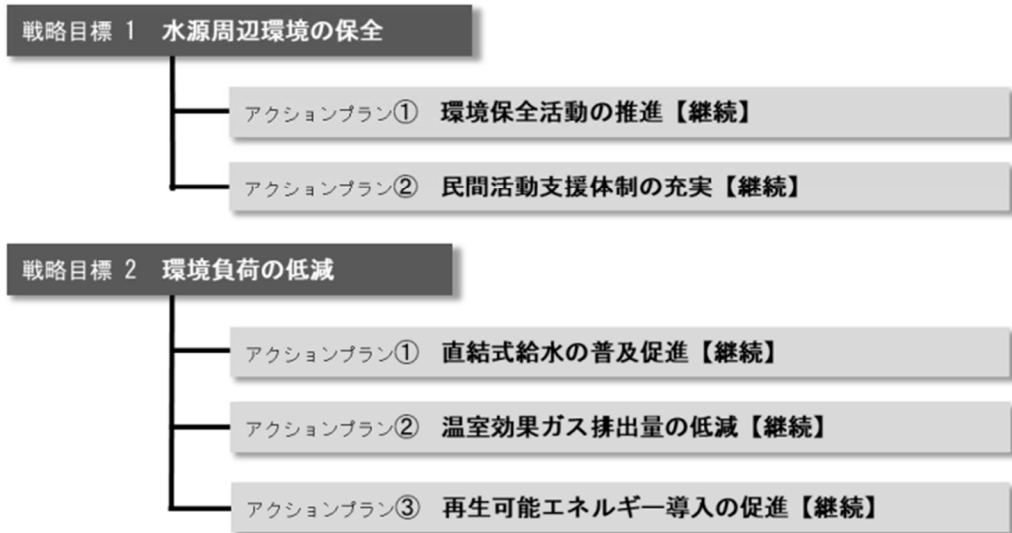 戦略目標 1 水源周辺環境の保全
アクションプラン① 環境保全活動の推進【継続】
アクションプラン② 民間活動支援体制の充実【継続】
戦略目標 2 環境負荷の低減
アクションプラン① 直結式給水の普及促進【継続】
アクションプラン② 温室効果ガス排出量の低減【継続】
アクションプラン③ 再生可能エネルギー導入の促進【継続】